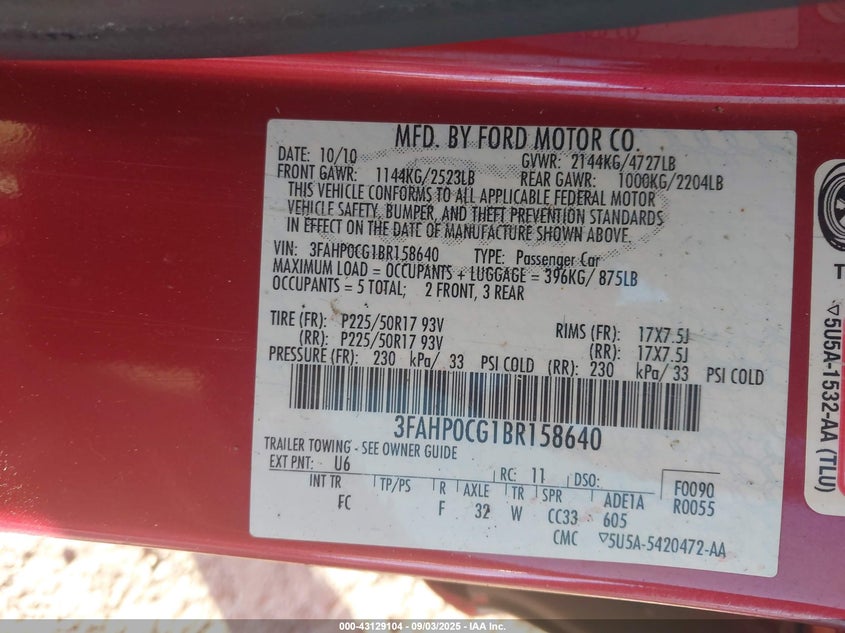 MFD. BY FORD MOTOR CO.
DATE: 10/10 GVWR: 2144KG/4727LB
FRONT GAWR: 1144KG/2523LB REAR GAWR: 1000KG/2204LB
THIS VEHICLE CONFORMS TO ALL APPLICABLE FEDERAL MOTOR
VEHICLE SAFETY, BUMPER, AND THEFT PREVENTION STANDARDS
IN EFFECT ON THE DATE OF MANUFACTURE SHOWN ABOVE.
VIN: 3FAHP0CG1BR158640 TYPE: Passenger Car
MAXIMUM LOAD = OCCUPANTS + LUGGAGE = 396KG/ 875LB
OCCUPANTS = 5 TOTAL; 2 FRONT, 3 REAR
TIRE (FR): P225/50R17 93V RIMS (FR): 17X7.5J
(RR): P225/50R17 93V (RR): 17X7.5J
PRESSURE (FR): 230 kPa/ 33 PSI COLD (RR): 230 kPa/ 33 PSI COLD
3FAHP0CG1BR158640
TRAILER TOWING - SEE OWNER GUIDE
EXT PNT: U6 RC: 11 DSO: F0090
INT TR TP/PS R AXLE TR SPR ADE1A R0055
FC F 32 W CC33 605
CMC ▽5U5A-5420472-AA
▽5U5A-1532-AA (TLU)
000-43129104 - 09/03/2025 - IAA Inc.